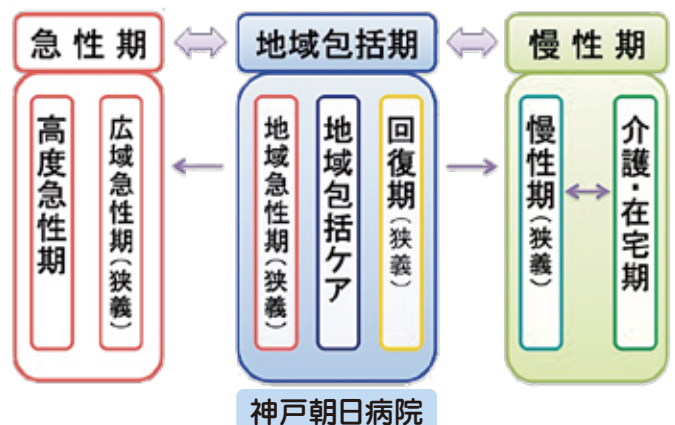 急性期
地域包括期
慢性期
高度急性期
広域急性期（狭義）
地域急性期（狭義）
地域包括ケア
回復期（狭義）
慢性期（狭義）
介護・在宅期
神戸朝日病院